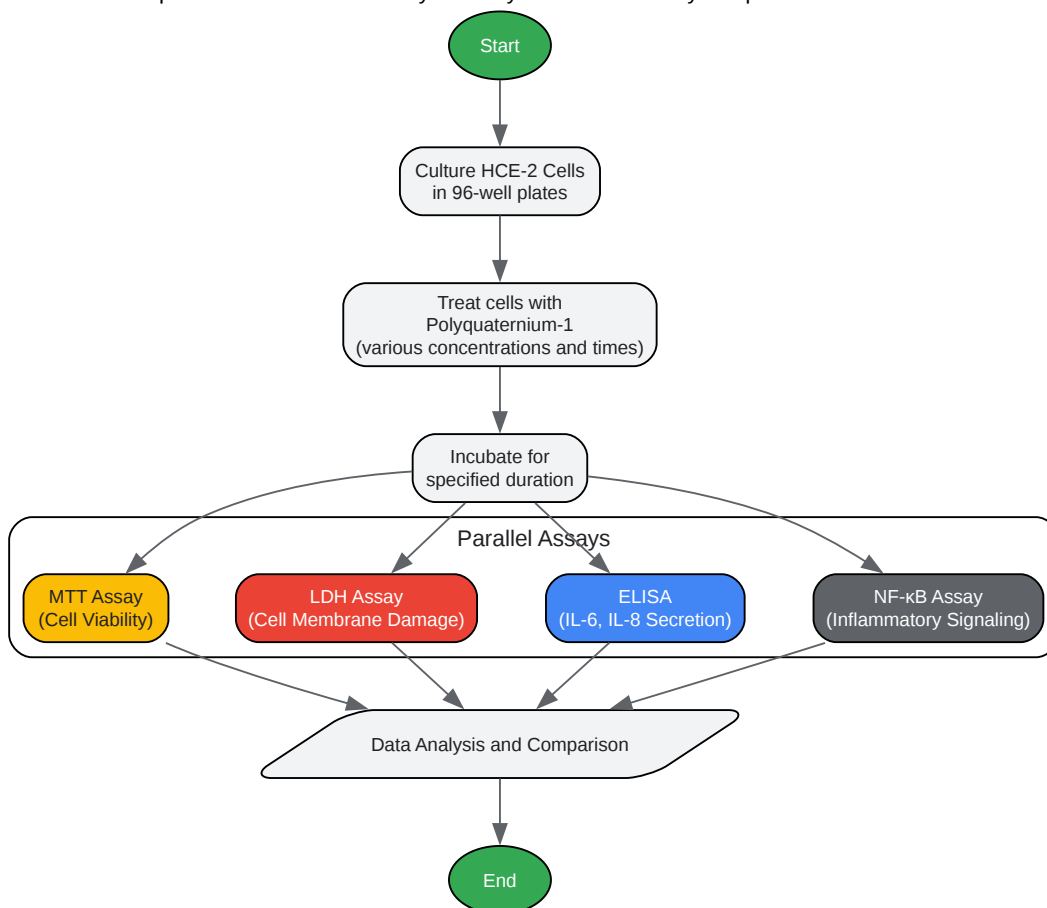 Start
Culture HCE-2 Cells
in 96-well plates
Treat cells with
Polyquaternium-1
(various concentrations and times)
Incubate for
specified duration
Parallel Assays
MTT Assay
(Cell Viability)
LDH Assay
(Cell Membrane Damage)
ELISA
(IL-6, IL-8 Secretion)
NF-κB Assay
(Inflammatory Signaling)
Data Analysis and Comparison
End